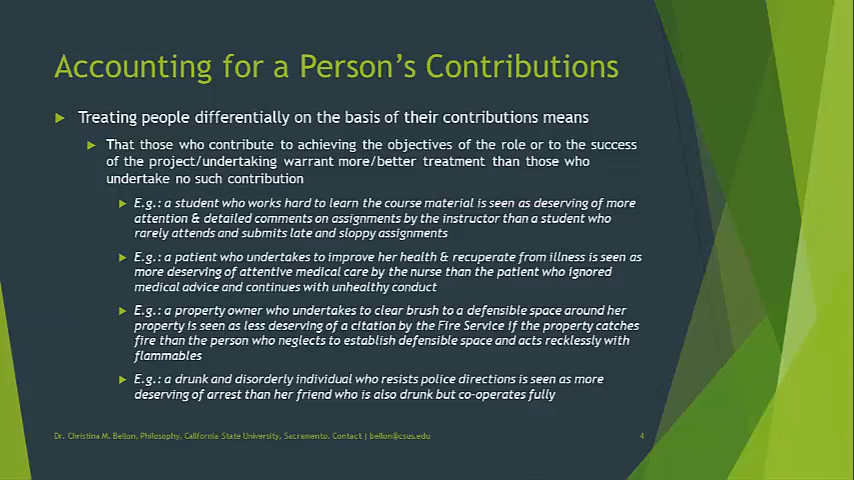 Accounting for a Person's Contributions
Treating people differentially on the basis of their contributions means
That those who contribute to achieving the objectives of the role or to the success
of the project/undertaking warrant more/better treatment than those who
undertake no such contribution
E.g.: a student who works hard to learn the course material is seen as deserving of more
attention & detailed comments on assignments by the instructor than a student who
rarely attends and submits late and sloppy assignments
E.g.: a patient who undertakes to improve her health & recuperate from illness is seen as
more deserving of attentive medical care by the nurse than the patient who ignored
medical advice and continues with unhealthy conduct
E.g.: a property owner who undertakes to clear brush to a defensible space around her
property is seen as less deserving of a citation by the Fire Service if the property catches
fire than the person who neglects to establish defensible space and acts recklessly with
flammables
E.g.: a drunk and disorderly individual who resists police directions is seen as more
deserving of arrest than her friend who is also drunk but co-operates fully
Dr. Christina M. Bellon, Philosophy, California State University, Sacramento. Contact | bellon@csus.edu
4